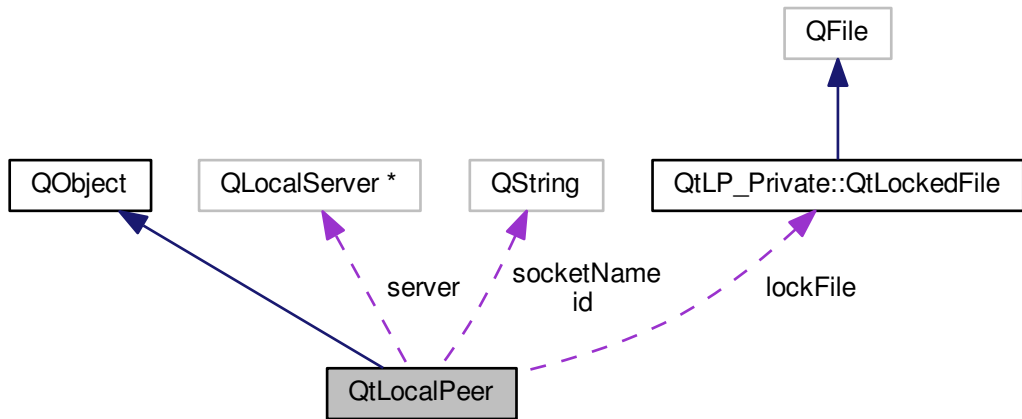 QFile
QObject
QLocalServer *
QString
QtLP_Private::QtLockedFile
server
socketName
id
lockFile
QtLocalPeer